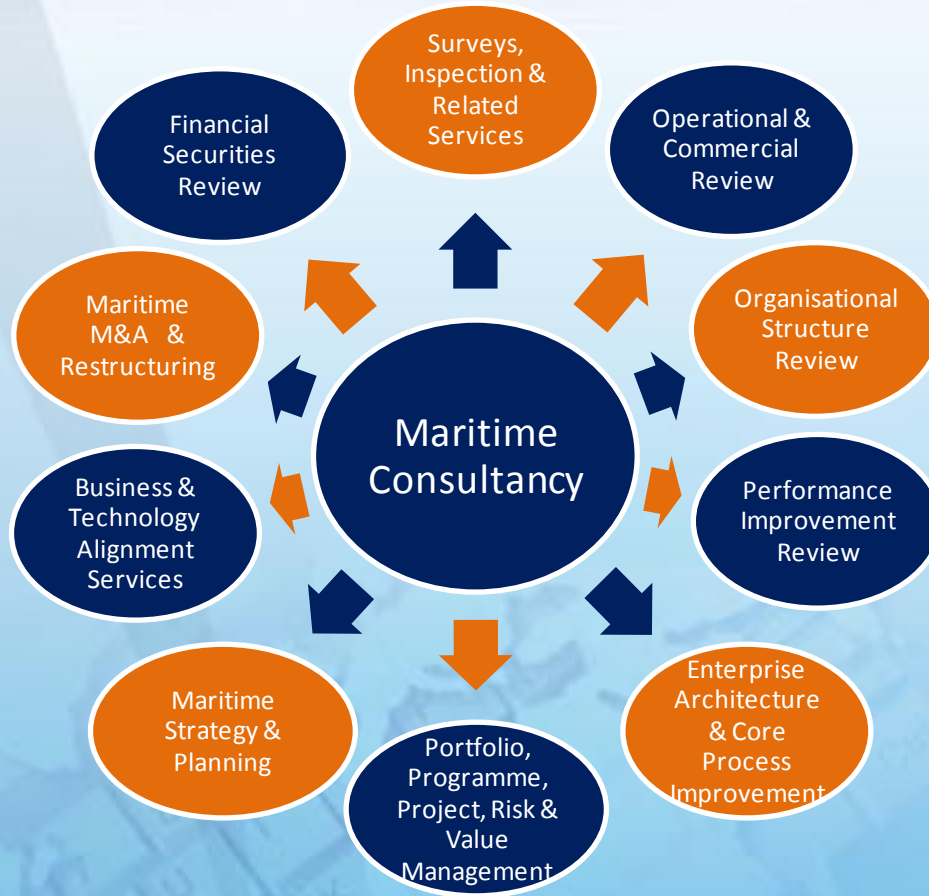 Surveys,
Inspection &
Related
Services
Operational &
Commercial
Review
Organisational
Structure
Review
Performance
Improvement
Review
Enterprise
Architecture
& Core
Process
Improvement
Portfolio,
Programme,
Project, Risk &
Value
Management
Maritime
Strategy &
Planning
Business &
Technology
Alignment
Services
Maritime
M&A &
Restructuring
Financial
Securities
Review
Maritime
Consultancy